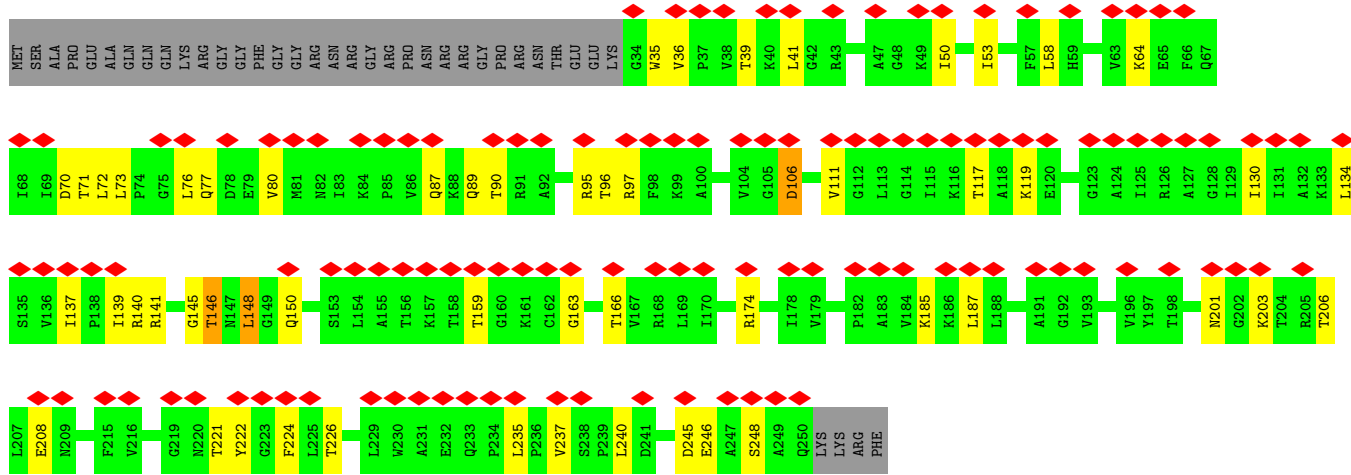 MET SER ALA PRO GLU ALA GLN GLN GLN LYS ARG GLY GLY PHE GLY GLY ARG ASN ARG GLY ARG PRO ASN ARG ARG GLY PRO ARG ASN THR GLU GLU LYS G34 W35 V36 P37 V38 T39 K40 L41 G42 R43 A47 G48 K49 I50 I53 F57 L58 H59 V63 K64 E65 F66 Q67
I68 I69 D70 T71 L72 L73 P74 G75 L76 Q77 D78 E79 V80 M81 N82 I83 K84 P85 V86 Q87 K88 Q89 T90 R91 A92 R95 T96 R97 F98 K99 A100 V104 G105 D106 V111 G112 L113 G114 I115 K116 T117 A118 K119 E120 G123 A124 I125 R126 A127 G128 I129 I130 I131 A132 K133 L134
S135 V136 I137 P138 I139 R140 R141 G145 T146 N147 L148 G149 Q150 S153 L154 A155 T156 K157 T158 T159 G160 K161 C162 G163 T166 V167 R168 L169 I170 R174 I178 V179 P182 A183 V184 K185 K186 L187 L188 A191 G192 V193 V196 Y197 T198 N201 G202 K203 T204 R205 T206
L207 E208 N209 F215 V216 G219 N220 T221 Y222 G223 F224 L225 T226 L229 W230 A231 E232 Q233 P234 L235 P236 V237 S238 P239 L240 D241 D245 E246 A247 S248 A249 Q250 LYS LYS ARG PHE